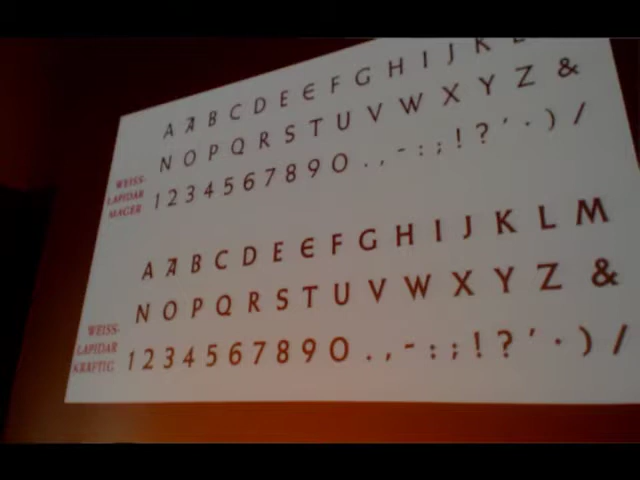 A A B C D E E F G H I J K L
N O P Q R S T U V W X Y Z &
WEISS-
LAPIDAR
MAGER
1 2 3 4 5 6 7 8 9 0 . , - : ; ! ? ' · ) /
A A B C D E E F G H I J K L M
N O P Q R S T U V W X Y Z &
WEISS-
LAPIDAR
KRÄFTIG
1 2 3 4 5 6 7 8 9 0 . , - : ; ! ? ' · ) /